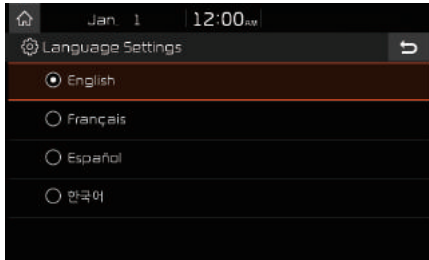 Jan. 1 12:00AM
Language Settings
English
Français
Español
한국어